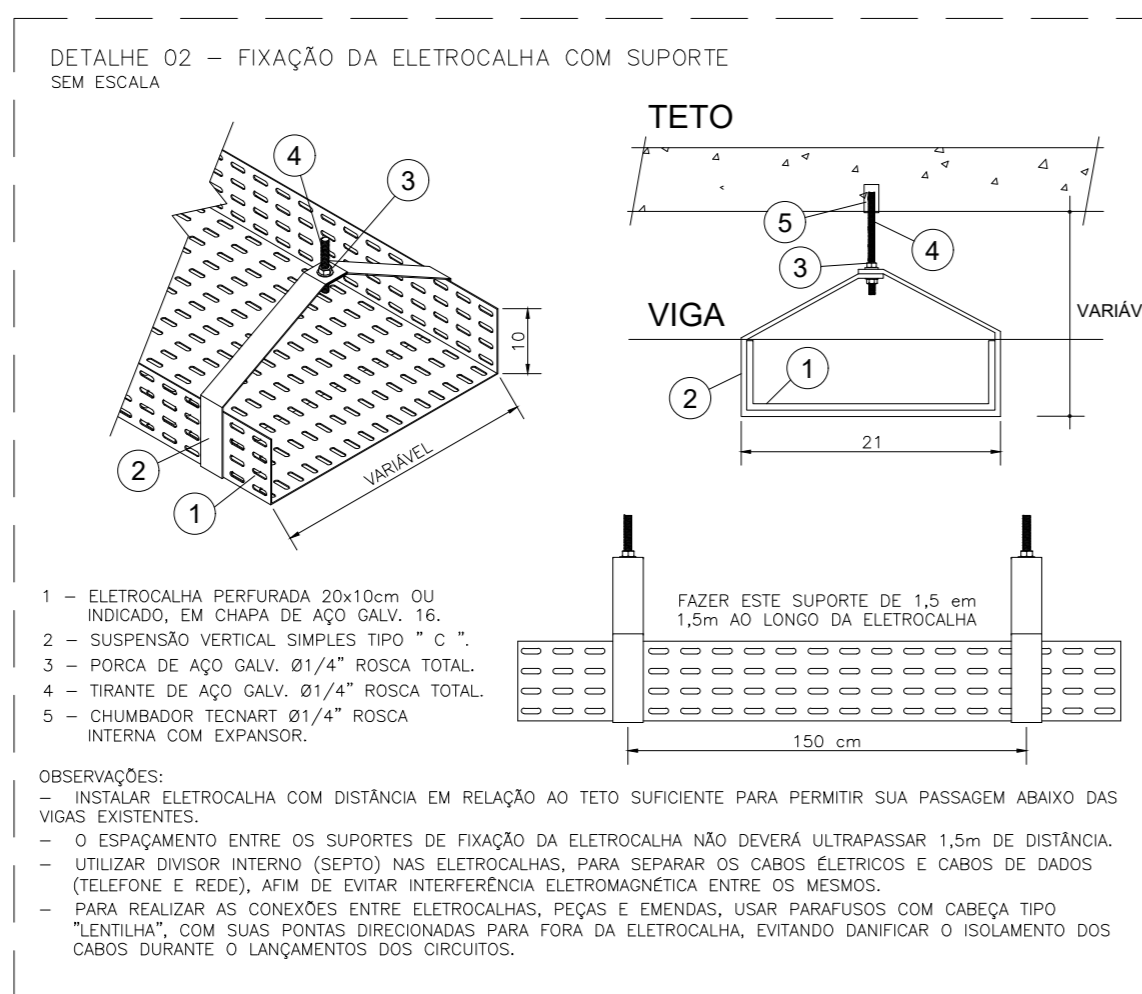 DETALHE 02 – FIXAÇÃO DA ELETROCALHA COM SUPORTE
SEM ESCALA
4
3
10
VARIÁVEL
2
1
TETO
5
4
3
VIGA
VARIÁV
1
2
21
1 – ELETROCALHA PERFURADA 20x10cm OU
INDICADO, EM CHAPA DE AÇO GALV. 16.
2 – SUSPENSÃO VERTICAL SIMPLES TIPO " C ".
3 – PORCA DE AÇO GALV. Ø1/4" ROSCA TOTAL.
4 – TIRANTE DE AÇO GALV. Ø1/4" ROSCA TOTAL.
5 – CHUMBADOR TECNART Ø1/4" ROSCA
INTERNA COM EXPANSOR.
FAZER ESTE SUPORTE DE 1,5 em
1,5m AO LONGO DA ELETROCALHA
150 cm
OBSERVAÇÕES:
– INSTALAR ELETROCALHA COM DISTÂNCIA EM RELAÇÃO AO TETO SUFICIENTE PARA PERMITIR SUA PASSAGEM ABAIXO DAS
VIGAS EXISTENTES.
– O ESPAÇAMENTO ENTRE OS SUPORTES DE FIXAÇÃO DA ELETROCALHA NÃO DEVERÁ ULTRAPASSAR 1,5m DE DISTÂNCIA.
– UTILIZAR DIVISOR INTERNO (SEPTO) NAS ELETROCALHAS, PARA SEPARAR OS CABOS ÉLETRICOS E CABOS DE DADOS
(TELEFONE E REDE), AFIM DE EVITAR INTERFERÊNCIA ELETROMAGNÉTICA ENTRE OS MESMOS.
– PARA REALIZAR AS CONEXÕES ENTRE ELETROCALHAS, PEÇAS E EMENDAS, USAR PARAFUSOS COM CABEÇA TIPO
"LENTILHA", COM SUAS PONTAS DIRECIONADAS PARA FORA DA ELETROCALHA, EVITANDO DANIFICAR O ISOLAMENTO DOS
CABOS DURANTE O LANÇAMENTOS DOS CIRCUITOS.